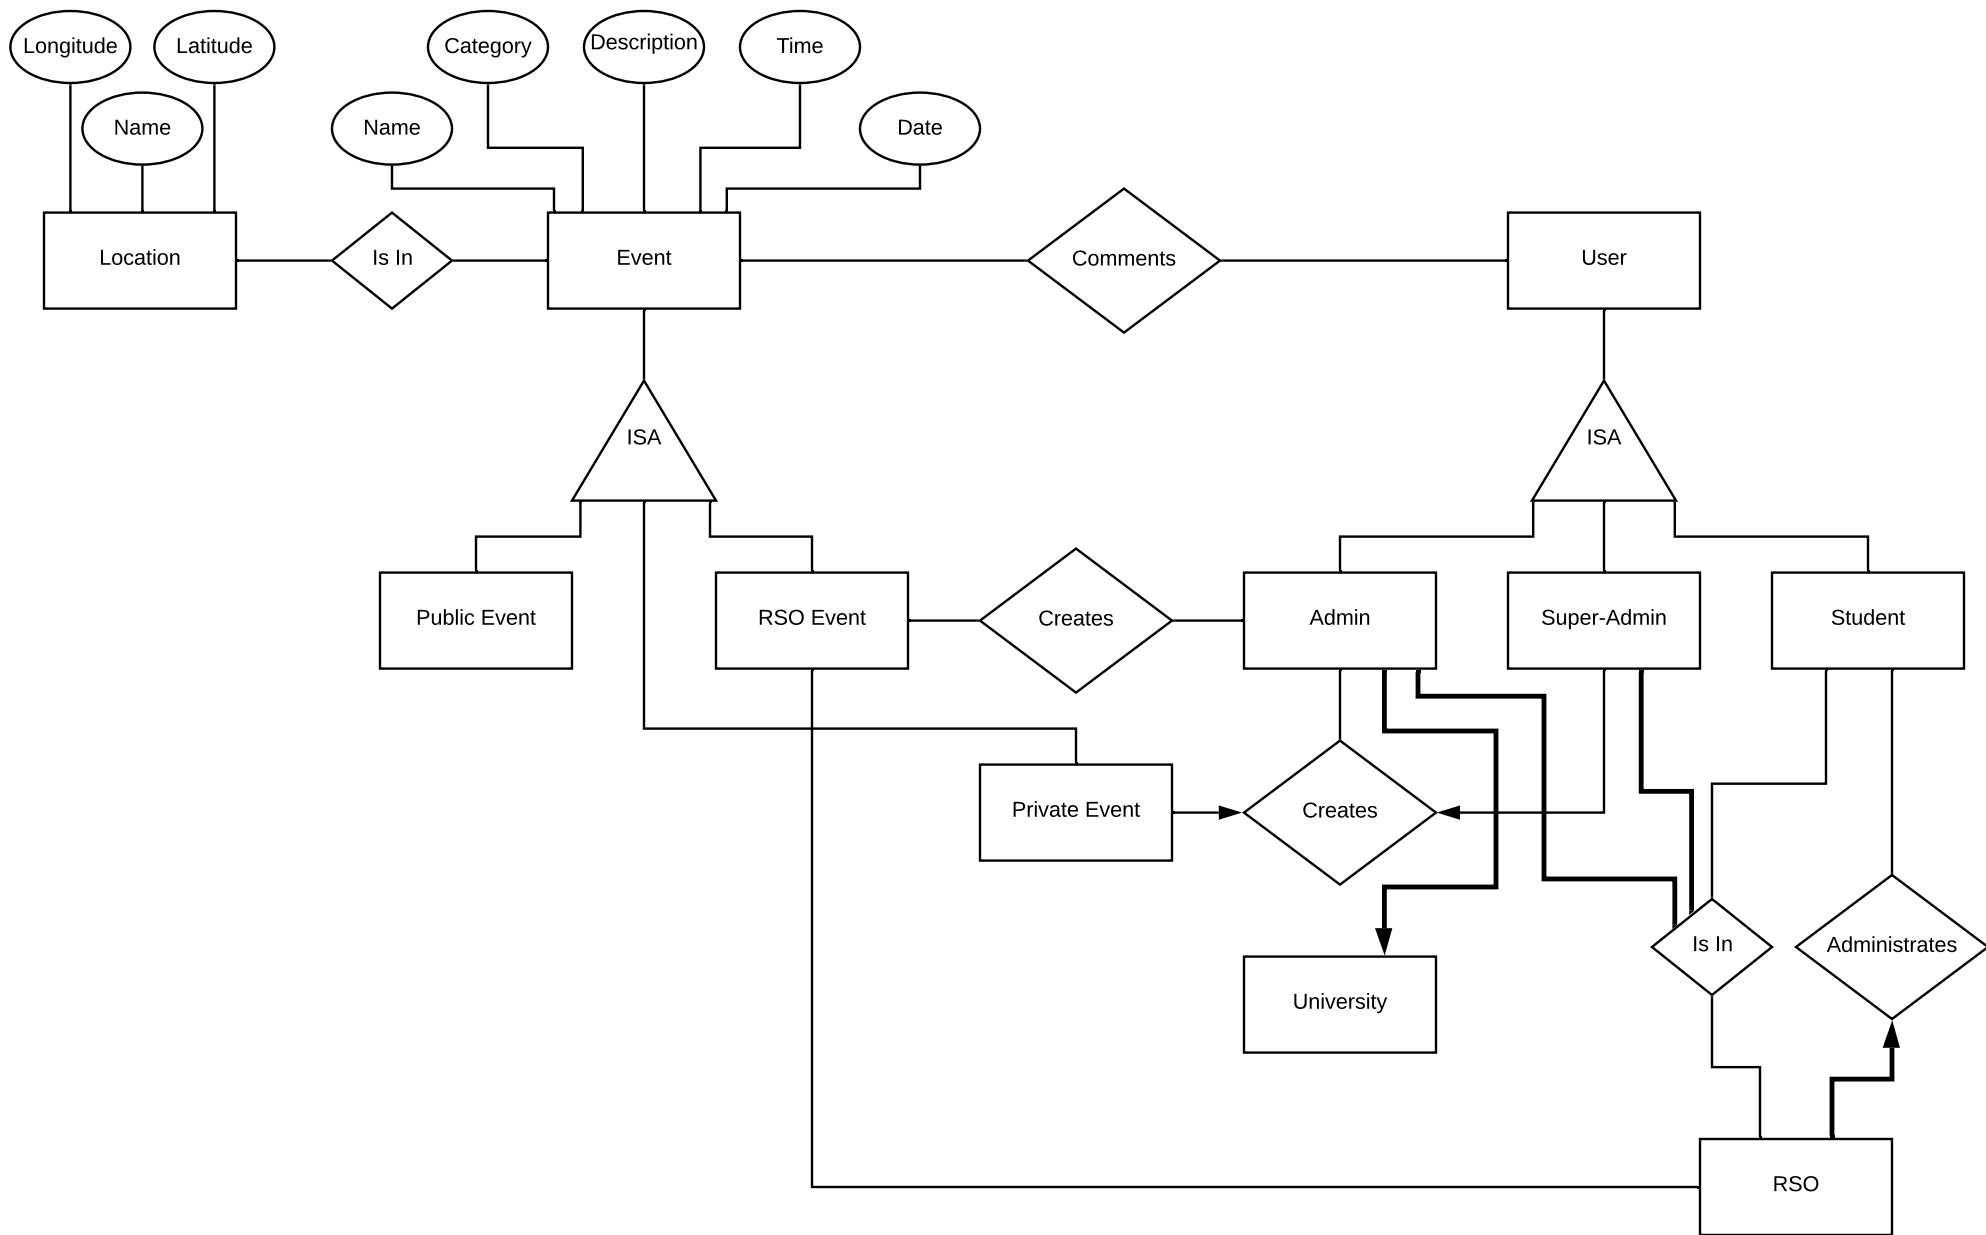 Longitude
Latitude
Category
Description
Time
Name
Name
Date
Location
Is In
Event
Comments
User
ISA
ISA
Public Event
RSO Event
Creates
Admin
Super-Admin
Student
Private Event
Creates
Is In
Administrates
University
RSO